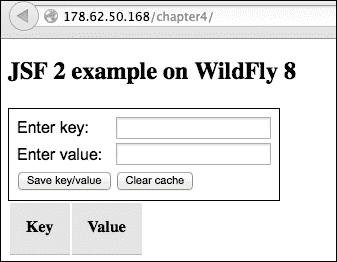 178.62.50.168/chapter4/
JSF 2 example on WildFly 8
Enter key:
Enter value:
Save key/value Clear cache
Key Value